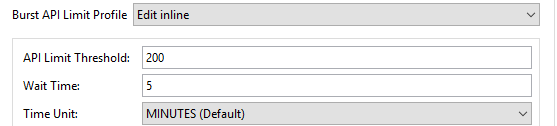 Burst API Limit Profile Edit inline
API Limit Threshold: 200
Wait Time: 5
Time Unit: MINUTES (Default)